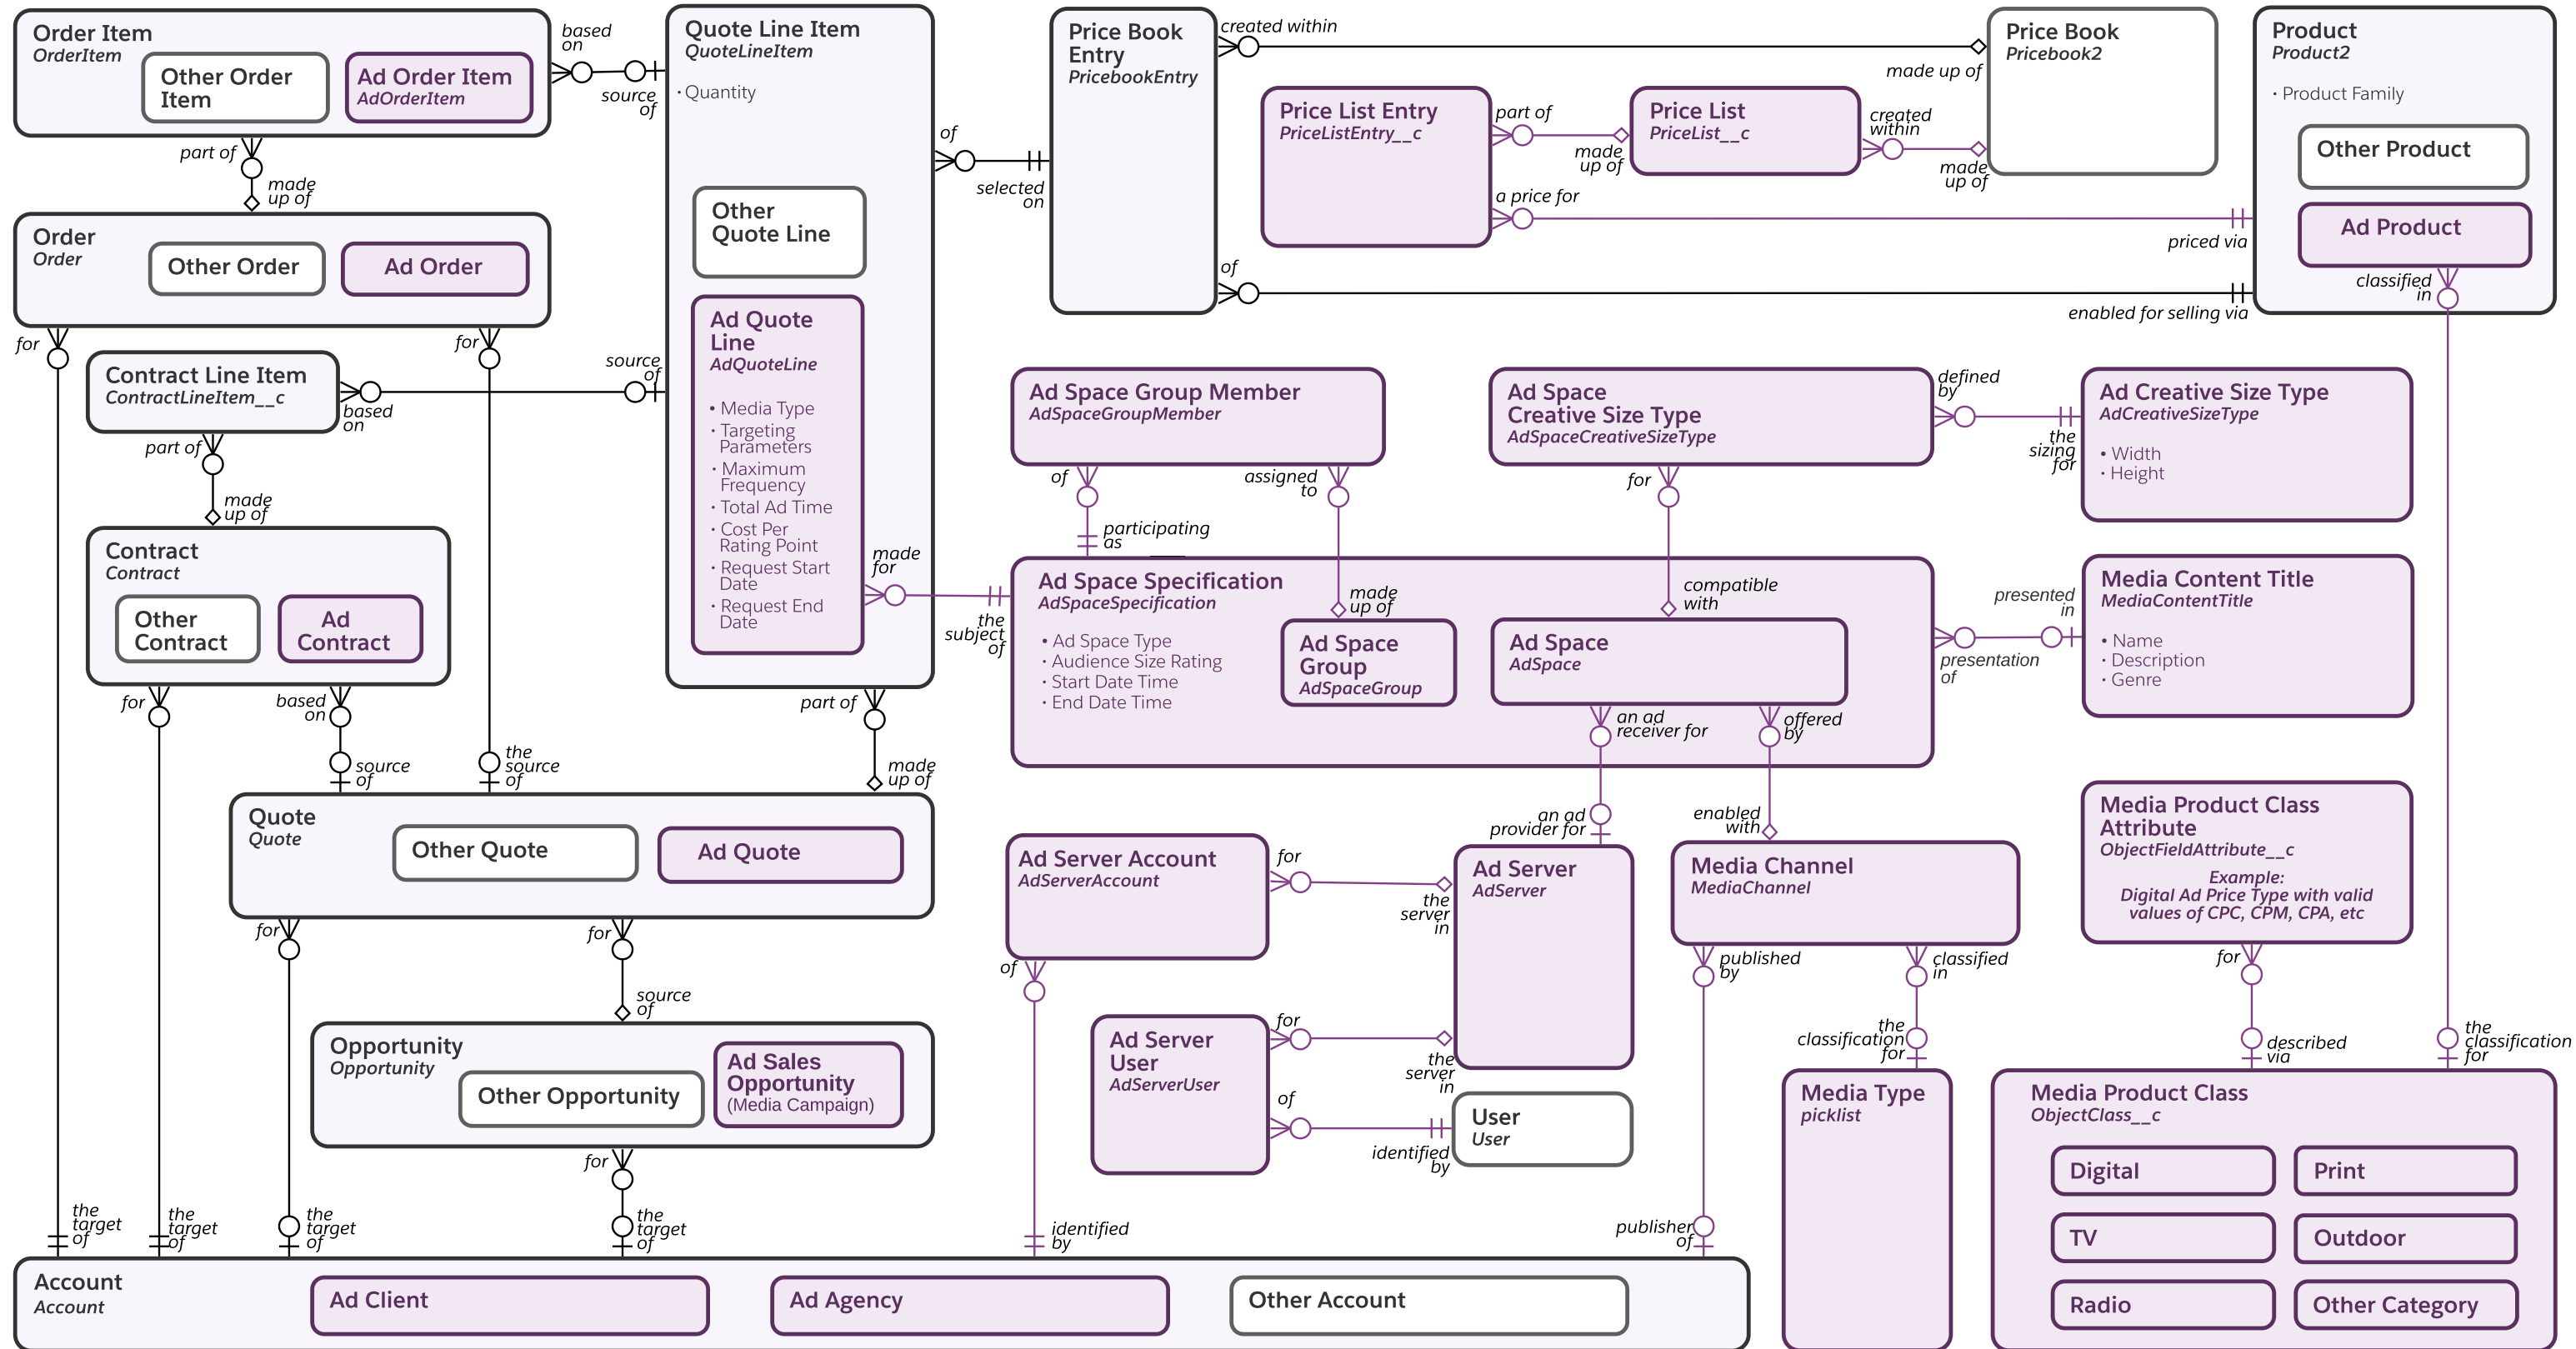 Order Item
OrderItem
Other Order
Item
Ad Order Item
AdOrderItem
based
on
source
of
part of
made
up of
Order
Order
Other Order
Ad Order
for
for
Contract Line Item
ContractLineItem__c
based
on
source
of
part of
made
up of
Contract
Contract
Other
Contract
Ad
Contract
for
based
on
source
of
the
source
of
Quote Line Item
QuoteLineItem
· Quantity
Other
Quote Line
Ad Quote
Line
AdQuoteLine
• Media Type
· Targeting
Parameters
· Maximum
Frequency
· Total Ad Time
· Cost Per
Rating Point
· Request Start
Date
· Request End
Date
made
for
the
subject
of
part of
made
up of
Quote
Quote
Other Quote
Ad Quote
for
for
source
of
Opportunity
Opportunity
Other Opportunity
Ad Sales
Opportunity
(Media Campaign)
for
the
target
of
the
target
of
the
target
of
the
target
of
Account
Account
Ad Client
Ad Agency
Other Account
of
selected
on
Price Book
Entry
PricebookEntry
created within
made up of
Price Book
Pricebook2
Price List Entry
PriceListEntry__c
part of
made
up of
Price List
PriceList__c
created
within
made
up of
a price for
priced via
of
enabled for selling via
Product
Product2
· Product Family
Other Product
Ad Product
classified
in
Ad Space Group Member
AdSpaceGroupMember
of
participating
as
assigned
to
made
up of
Ad Space
Creative Size Type
AdSpaceCreativeSizeType
for
compatible
with
defined
by
the
sizing
for
Ad Creative Size Type
AdCreativeSizeType
• Width
· Height
Ad Space Specification
AdSpaceSpecification
• Ad Space Type
· Audience Size Rating
· Start Date Time
· End Date Time
Ad Space
Group
AdSpaceGroup
Ad Space
AdSpace
an ad
receiver for
offered
by
presented
in
presentation
of
Media Content Title
MediaContentTitle
• Name
· Description
· Genre
an ad
provider for
enabled
with
Ad Server Account
AdServerAccount
for
the
server
in
of
identified
by
Ad Server
AdServer
Ad Server
User
AdServerUser
for
the
server
in
of
identified
by
User
User
Media Channel
MediaChannel
published
by
publisher
of
classified
in
the
classification
for
Media Type
picklist
Media Product Class
Attribute
ObjectFieldAttribute__c
Example:
Digital Ad Price Type with valid
values of CPC, CPM, CPA, etc
for
described
via
the
classification
for
Media Product Class
ObjectClass__c
Digital
Print
TV
Outdoor
Radio
Other Category